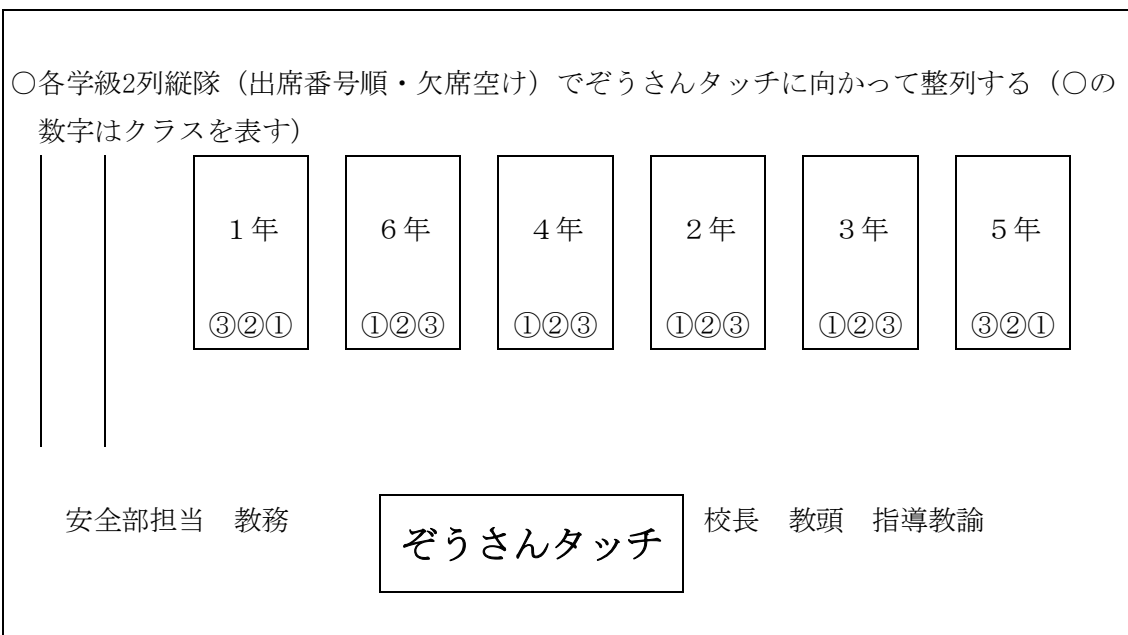 ○各学級2列縦隊（出席番号順・欠席空け）でぞうさんタッチに向かって整列する（○の
数字はクラスを表す）
１年　６年　４年　２年　３年　５年
③②①　①②③　①②③　①②③　①②③　③②①
安全部担当　教務　ぞうさんタッチ　校長　教頭　指導教諭